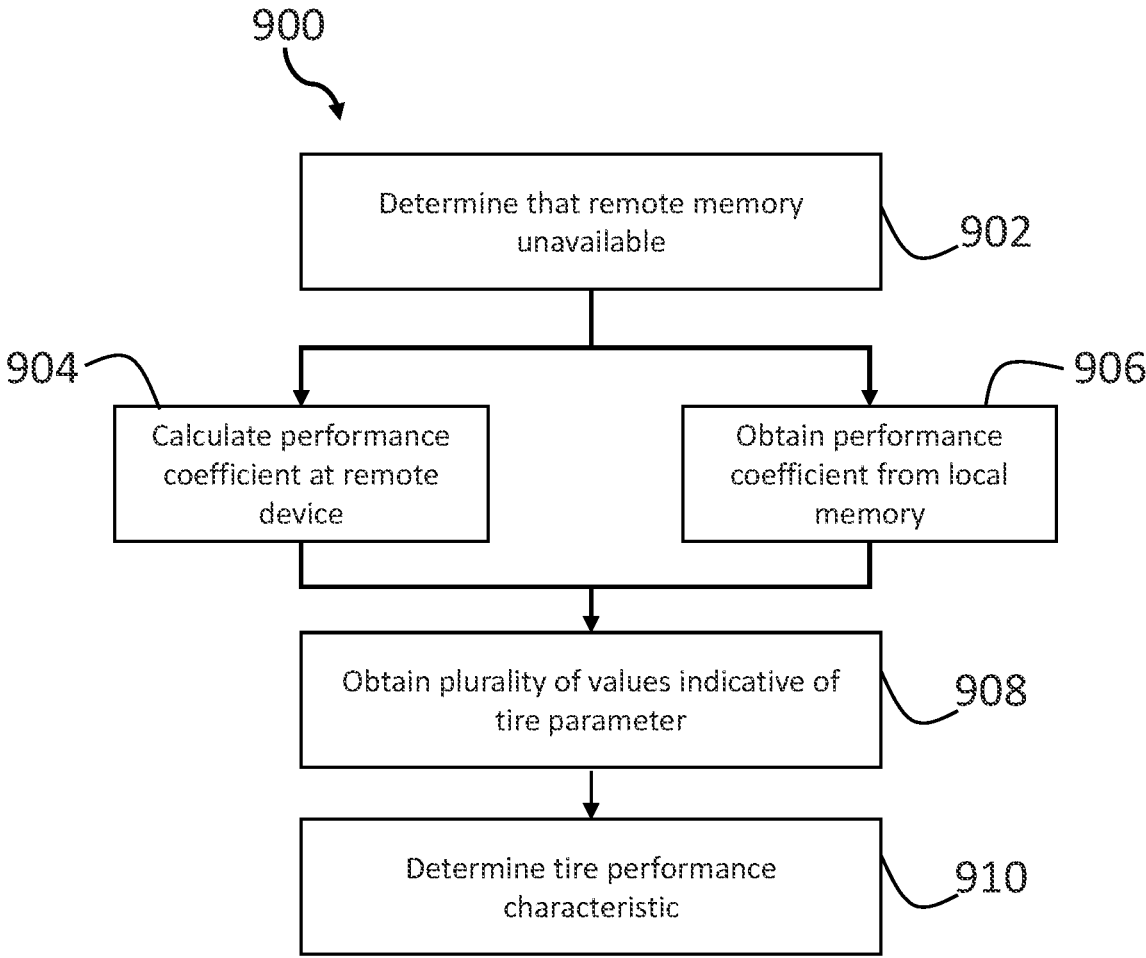 900
Determine that remote memory
unavailable
902
904
906
Calculate performance
coefficient at remote
device
Obtain performance
coefficient from local
memory
Obtain plurality of values indicative of
tire parameter
908
Determine tire performance
characteristic
910